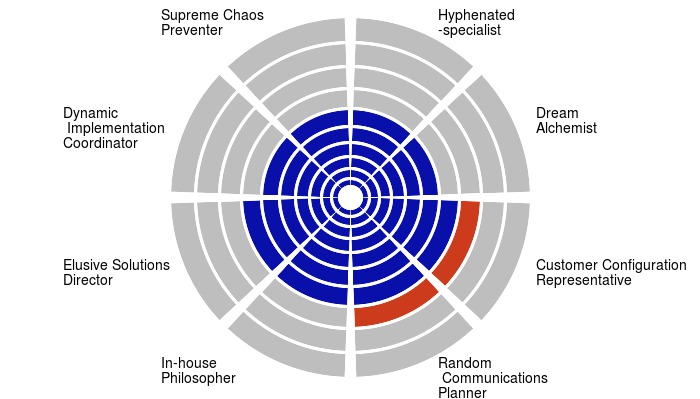 Supreme Chaos
Preventer
Hyphenated
-specialist
Dynamic
Implementation
Coordinator
Dream
Alchemist
Elusive Solutions
Director
Customer Configuration
Representative
In-house
Philosopher
Random
Communications
Planner